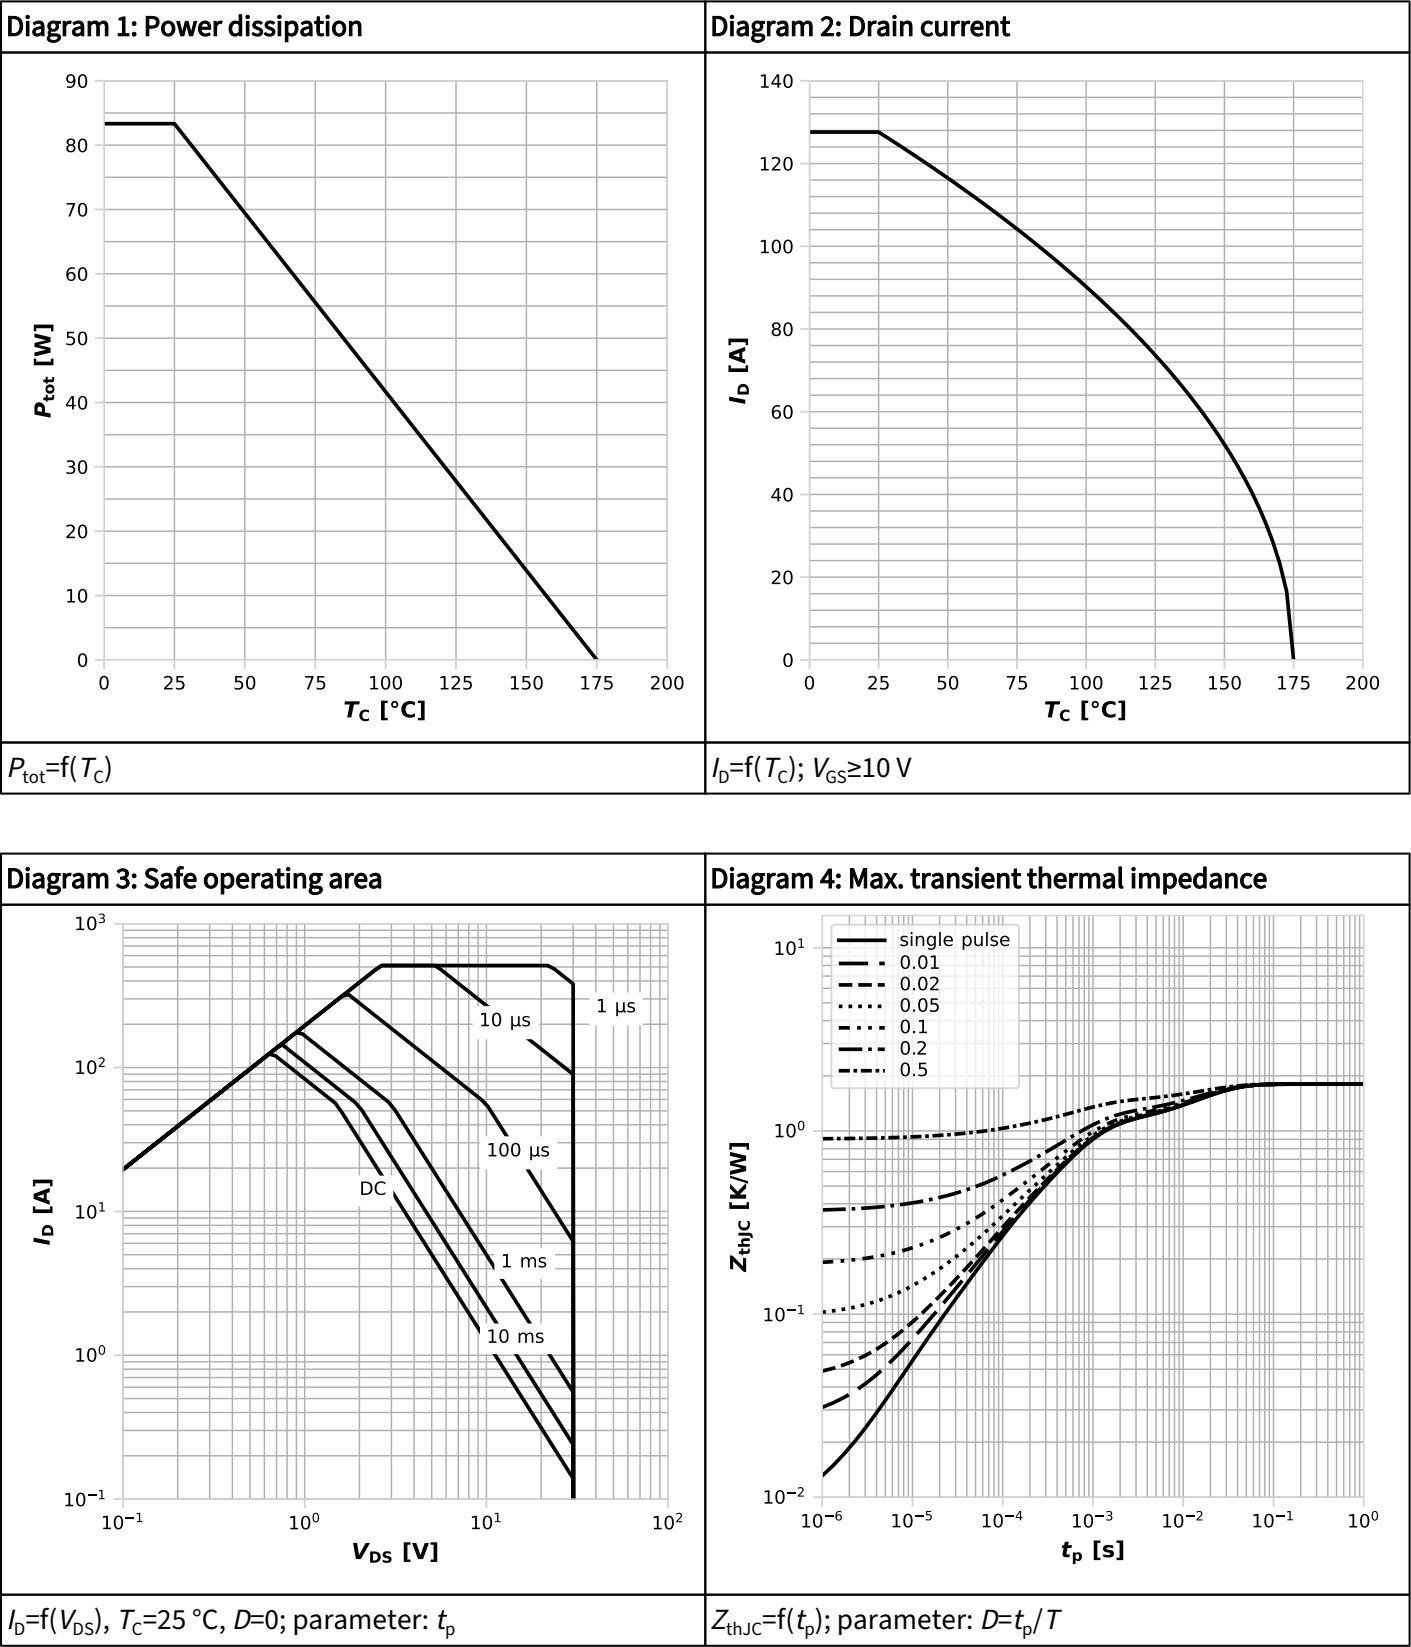 Diagram 1: Power dissipation
90
80
70
60
50
40
30
20
10
0
Ptot [W]
0 25 50 75 100 125 150 175 200
TC [°C]
Ptot=f(TC)
Diagram 2: Drain current
140
120
100
80
60
40
20
0
ID [A]
0 25 50 75 100 125 150 175 200
TC [°C]
ID=f(TC); VGS≥10 V
Diagram 3: Safe operating area
10³
10²
10¹
10⁰
10⁻¹
ID [A]
1 µs
10 µs
100 µs
DC
1 ms
10 ms
10⁻¹ 10⁰ 10¹ 10²
VDS [V]
ID=f(VDS), TC=25 °C, D=0; parameter: tp
Diagram 4: Max. transient thermal impedance
single pulse
0.01
0.02
0.05
0.1
0.2
0.5
10¹
10⁰
10⁻¹
10⁻²
ZthJC [K/W]
10⁻⁶ 10⁻⁵ 10⁻⁴ 10⁻³ 10⁻² 10⁻¹ 10⁰
tp [s]
ZthJC=f(tp); parameter: D=tp/T